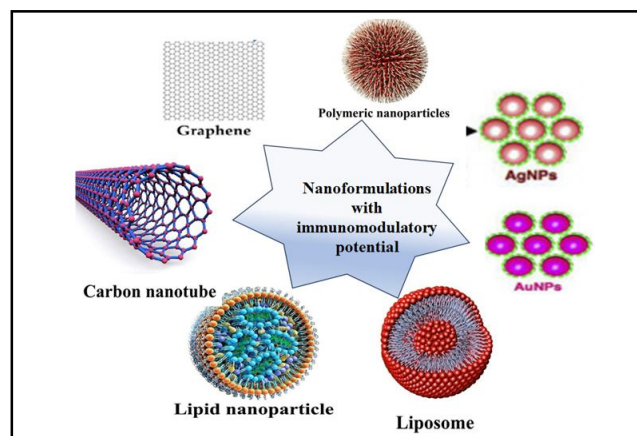 Graphene
Polymeric nanoparticles
AgNPs
Nanoformulations
with
immunomodulatory
potential
AuNPs
Carbon nanotube
Lipid nanoparticle
Liposome